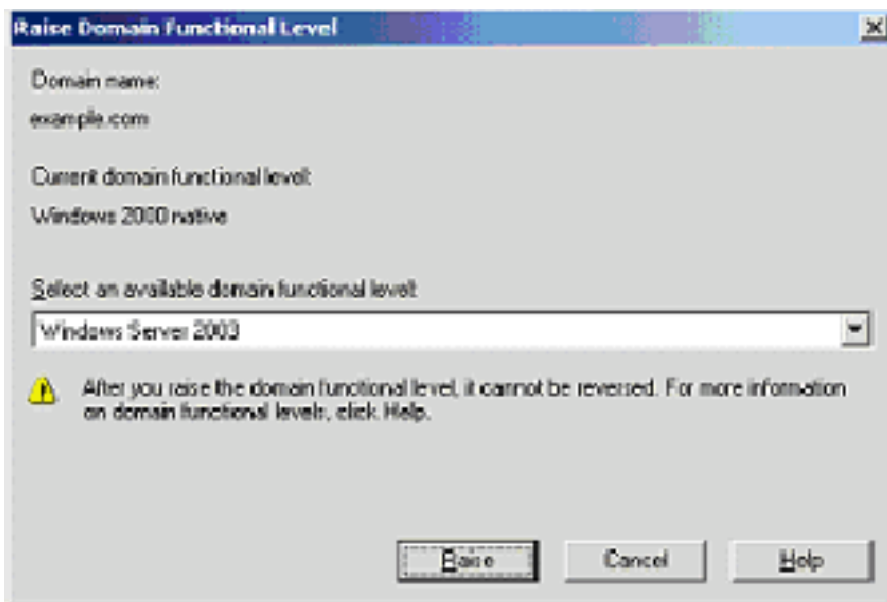 Raise Domain Functional Level
Domain name:
example.com
Current domain functional level:
Windows 2000 native
Select an available domain functional level:
Windows Server 2003
After you raise the domain functional level, it cannot be reversed. For more information
on domain functional levels, click Help.
Raise Cancel Help